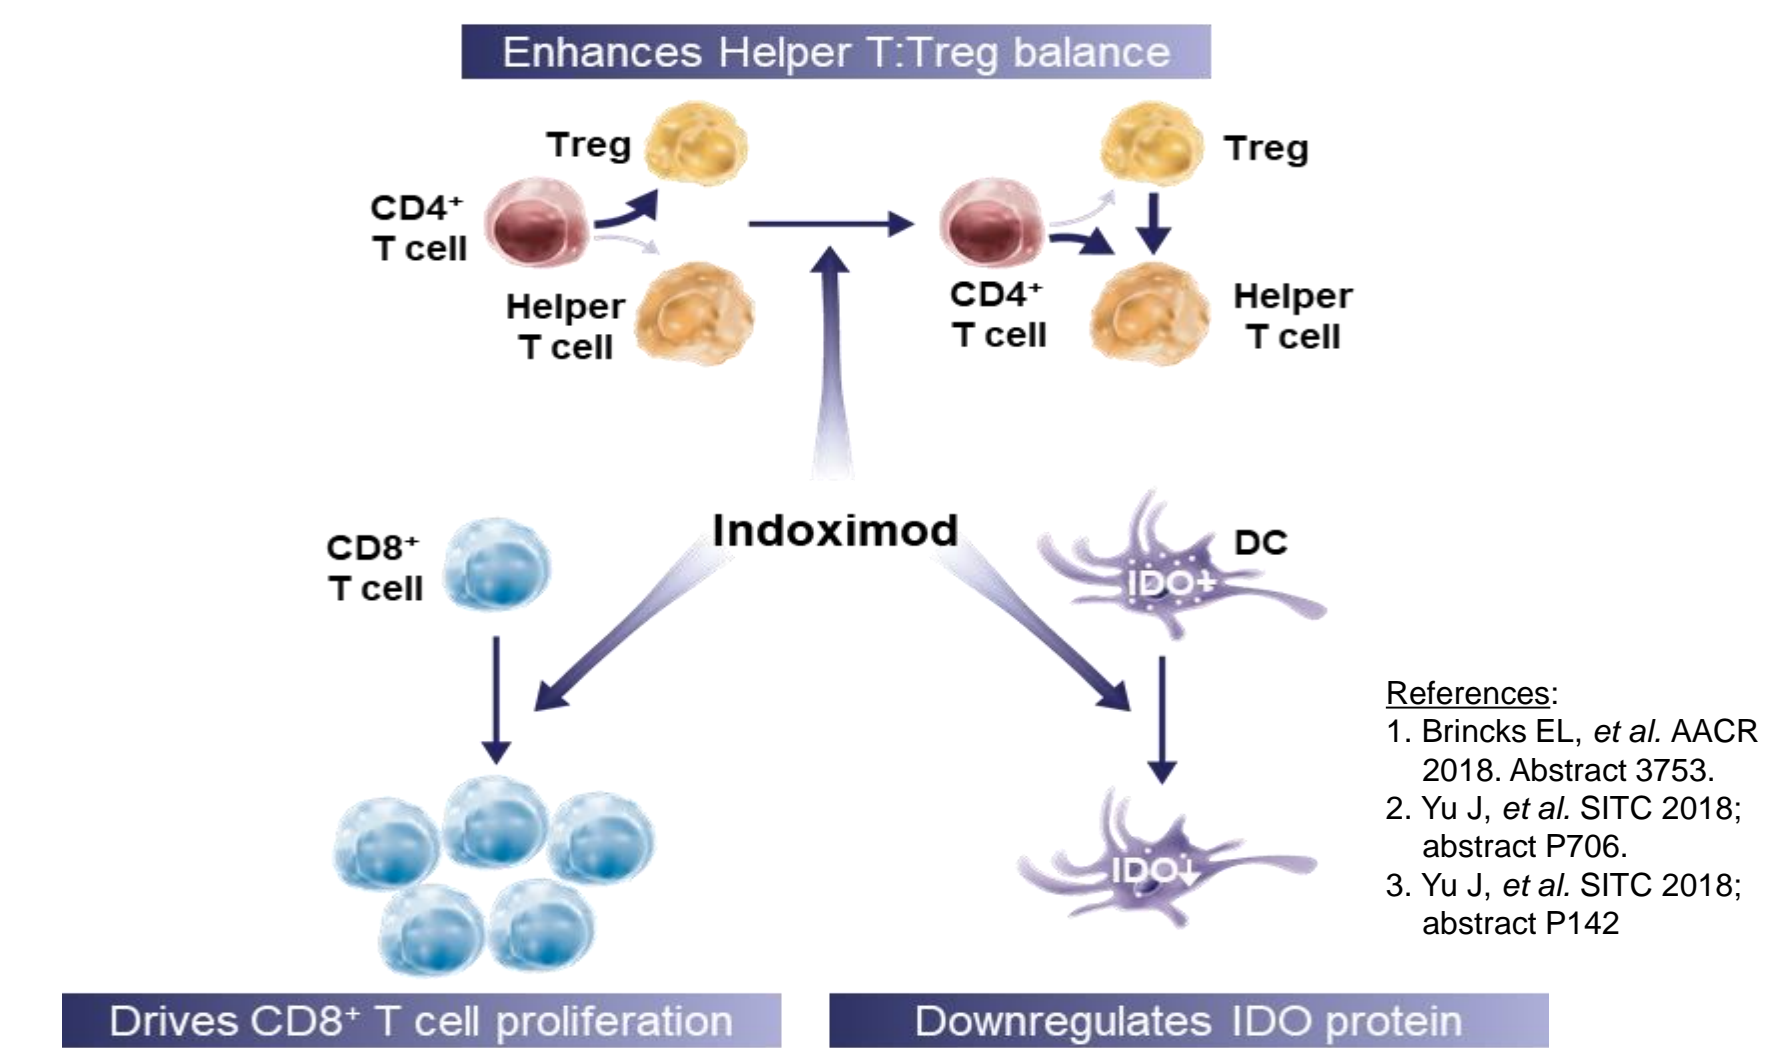 Enhances Helper T:Treg balance
Treg
CD4⁺
T cell
Helper
T cell
Treg
CD4⁺
T cell
Helper
T cell
Indoximod
CD8⁺
T cell
DC
IDO+
IDO↓
References:
1. Brincks EL, et al. AACR
2018. Abstract 3753.
2. Yu J, et al. SITC 2018;
abstract P706.
3. Yu J, et al. SITC 2018;
abstract P142
Drives CD8⁺ T cell proliferation
Downregulates IDO protein